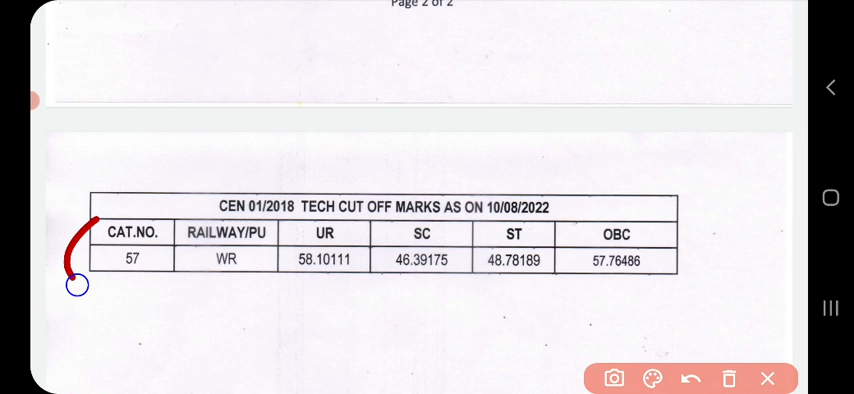 Page 2 of 2
CEN 01/2018 TECH CUT OFF MARKS AS ON 10/08/2022
CAT.NO. RAILWAY/PU UR SC ST OBC
57 WR 58.10111 46.39175 48.78189 57.76486